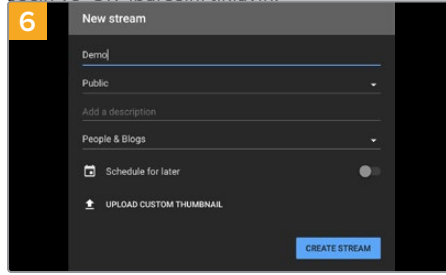 6
New stream
Demo
Public
Add a description
People & Blogs
Schedule for later
UPLOAD CUSTOM THUMBNAIL
CREATE STREAM